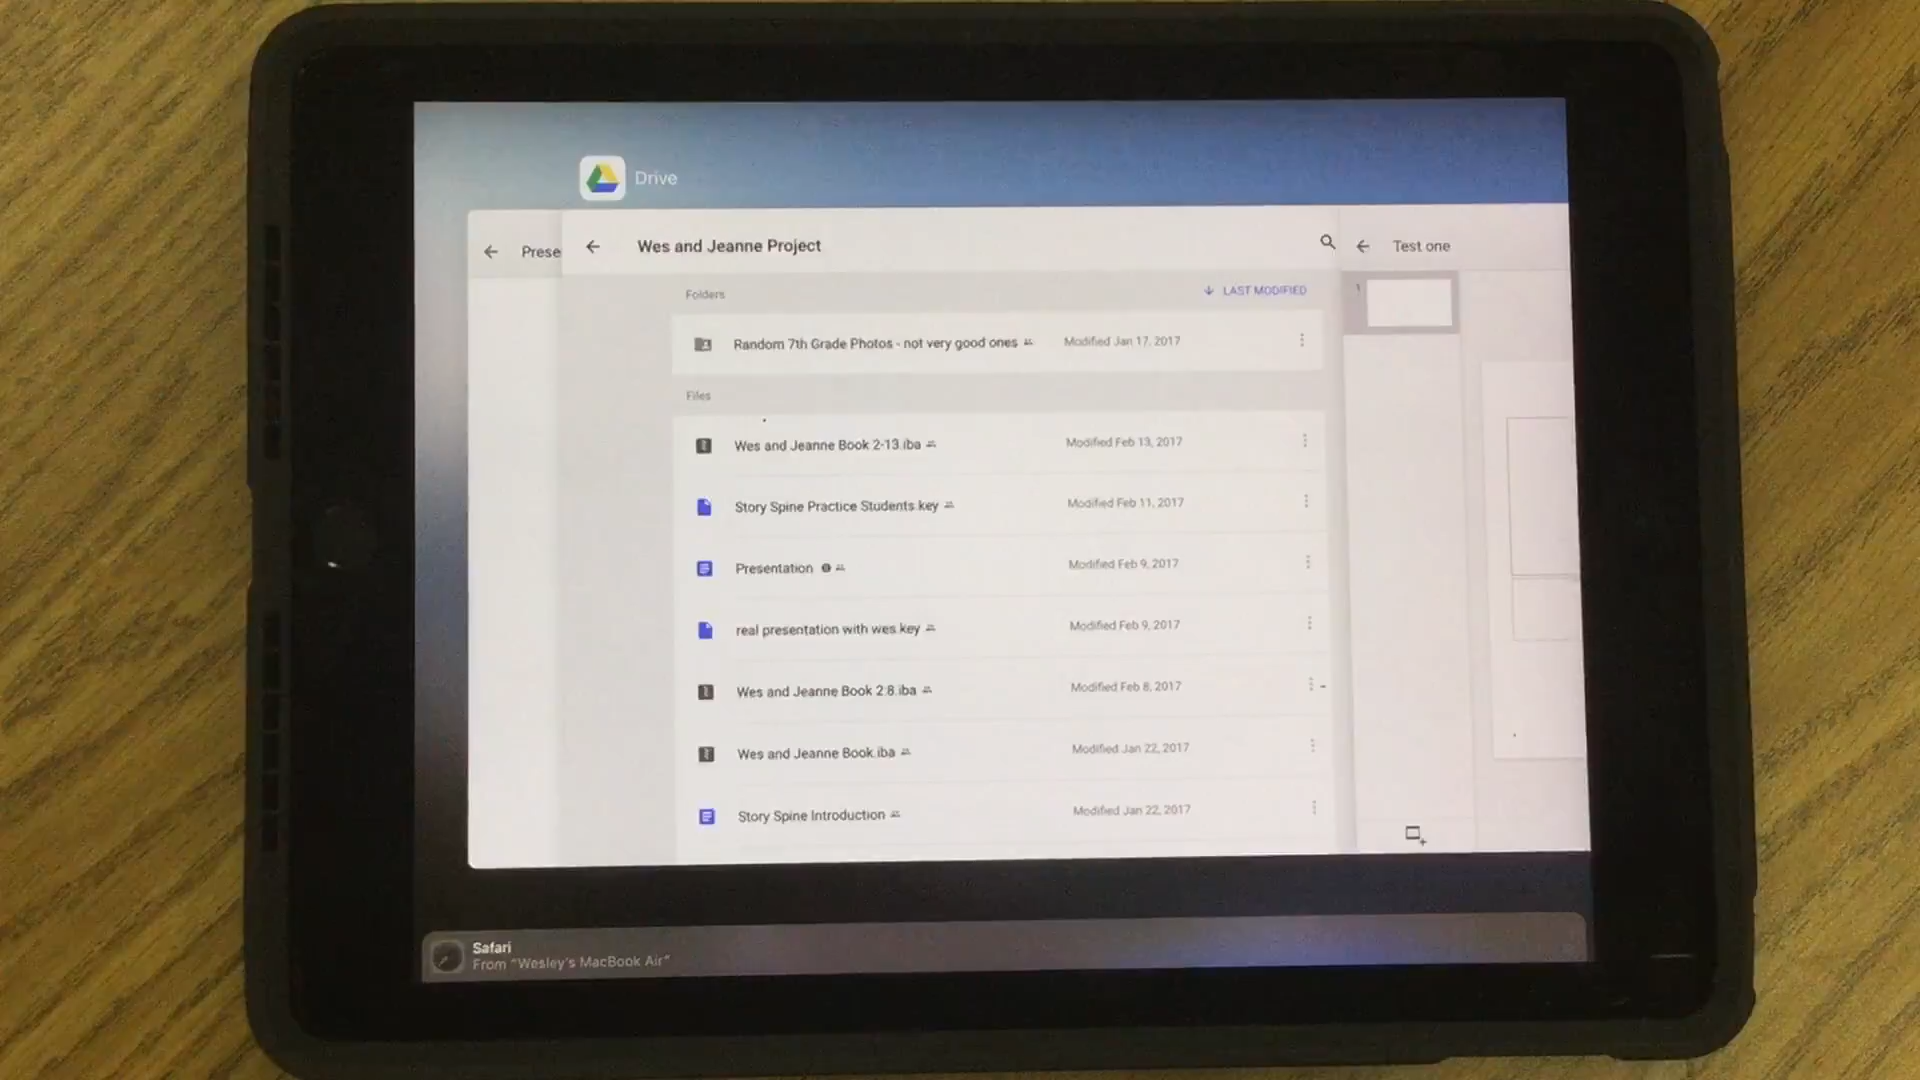 Drive
Prese
Wes and Jeanne Project
Test one
Folders
LAST MODIFIED
1
Random 7th Grade Photos - not very good ones
Modified Jan 17, 2017
Files
Wes and Jeanne Book 2-13.iba
Modified Feb 13, 2017
Story Spine Practice Students.key
Modified Feb 11, 2017
Presentation
Modified Feb 9, 2017
real presentation with wes.key
Modified Feb 9, 2017
Wes and Jeanne Book 2.8.iba
Modified Feb 8, 2017
Wes and Jeanne Book.iba
Modified Jan 22, 2017
Story Spine Introduction
Modified Jan 22, 2017
Safari
From "Wesley's MacBook Air"